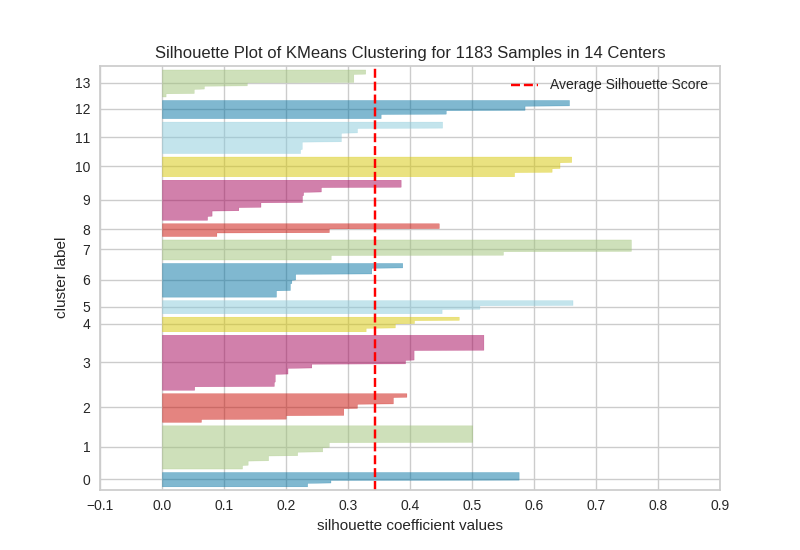 Silhouette Plot of KMeans Clustering for 1183 Samples in 14 Centers
Average Silhouette Score
cluster label
13
12
11
10
9
8
7
6
5
4
3
2
1
0
−0.1 0.0 0.1 0.2 0.3 0.4 0.5 0.6 0.7 0.8 0.9
silhouette coefficient values